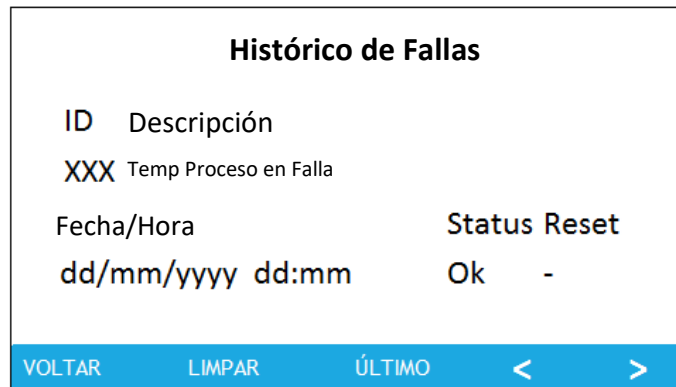 Histórico de Fallas
ID Descripción
XXX Temp Proceso en Falla
Fecha/Hora Status Reset
dd/mm/yyyy dd:mm Ok -
VOLTAR LIMPAR ÚLTIMO < >